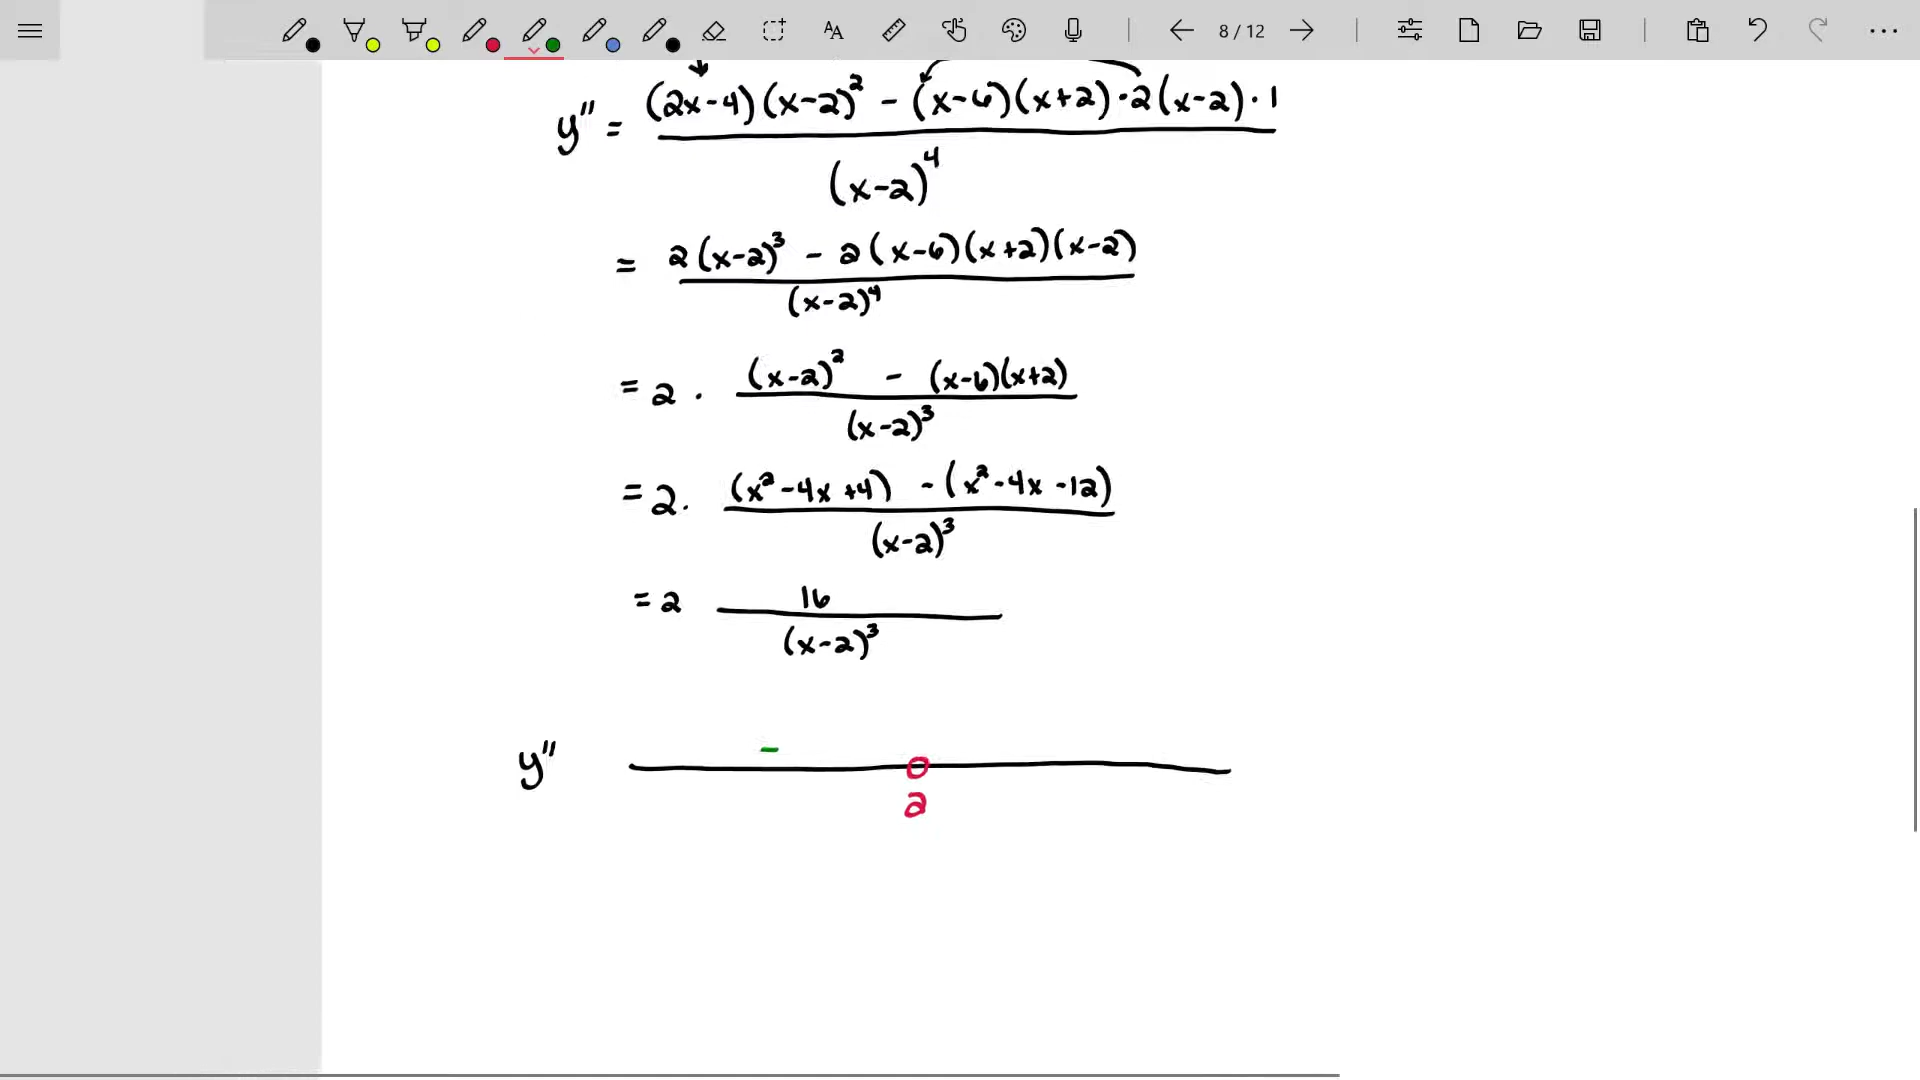 8 / 12
y'' = (2x-4)(x-2)² - (x-6)(x+2)·2(x-2)·1
(x-2)⁴
= 2(x-2)³ - 2(x-6)(x+2)(x-2)
(x-2)⁴
= 2 · (x-2)² - (x-6)(x+2)
(x-2)³
= 2 · (x²-4x+4) - (x²-4x-12)
(x-2)³
= 2 16
(x-2)³
y'' -
2